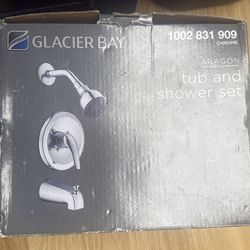 GLACIER BAY
1002 831 909
CHROME
ARAGON
tub and
shower set